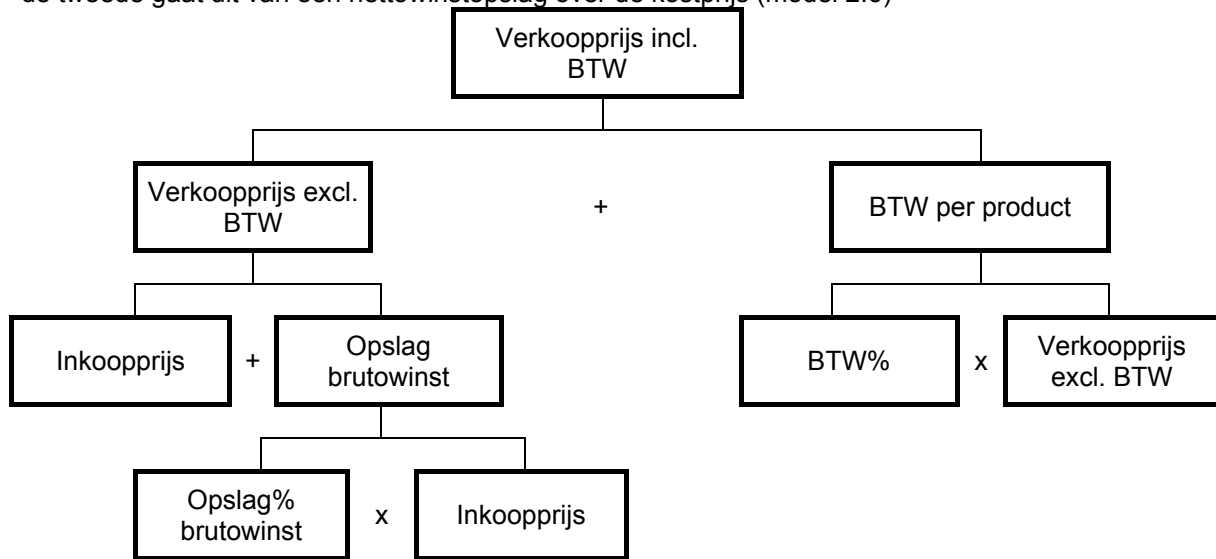 de tweede gaat uit van een nettowinstopslag over de kostprijs (model 2.6)
Verkoopprijs incl.
BTW
Verkoopprijs excl.
BTW
+
BTW per product
Inkoopprijs
+
Opslag
brutowinst
BTW%
x
Verkoopprijs
excl. BTW
Opslag%
brutowinst
x
Inkoopprijs